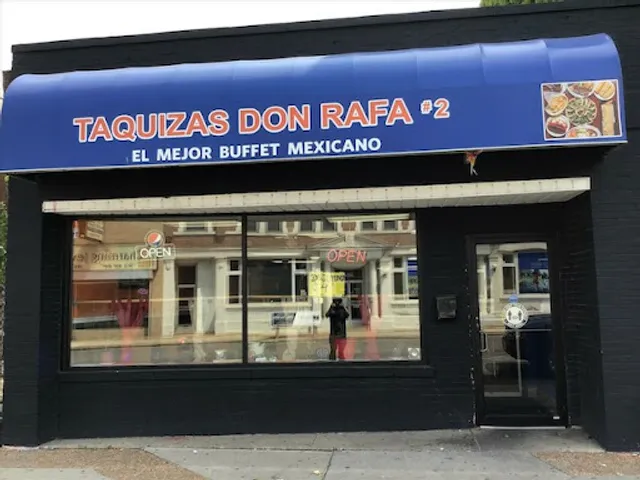 TAQUIZAS DON RAFA #2
EL MEJOR BUFFET MEXICANO
OPEN
OPEN